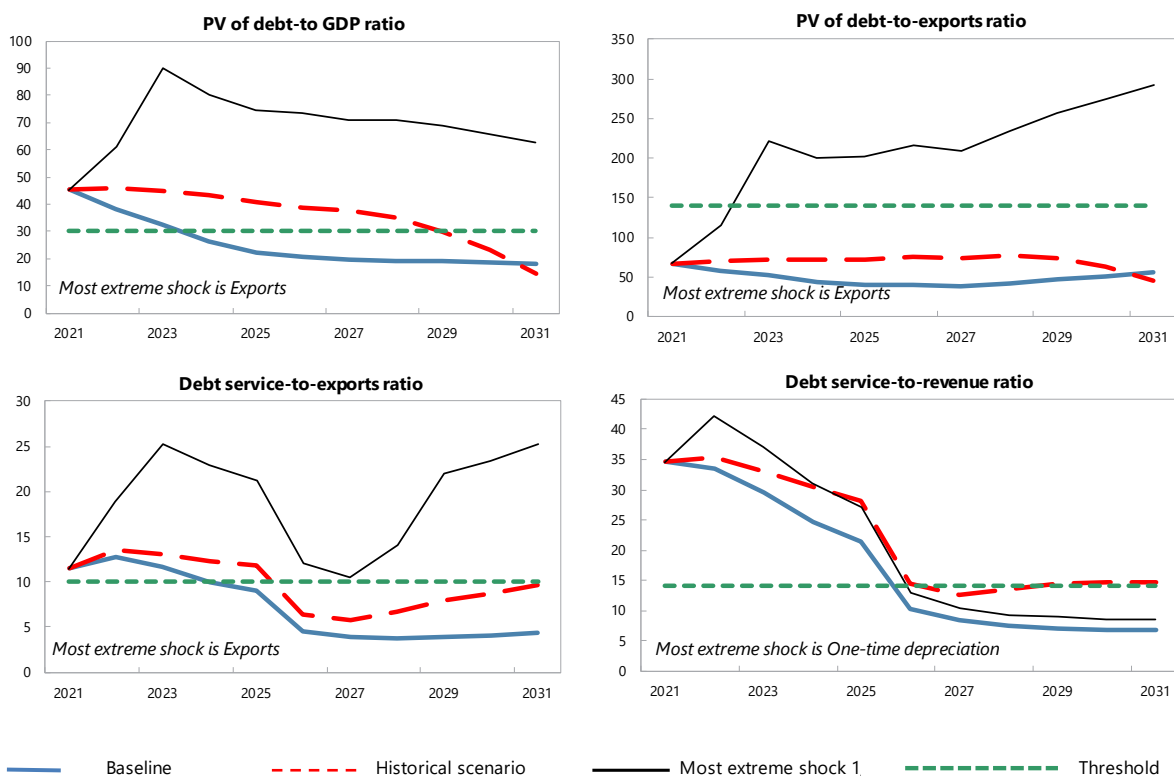 PV of debt-to GDP ratio
100
90
80
70
60
50
40
30
20
10
0
Most extreme shock is Exports
2021 2023 2025 2027 2029 2031
PV of debt-to-exports ratio
350
300
250
200
150
100
50
0
Most extreme shock is Exports
2021 2023 2025 2027 2029 2031
Debt service-to-exports ratio
30
25
20
15
10
5
0
Most extreme shock is Exports
2021 2023 2025 2027 2029 2031
Debt service-to-revenue ratio
45
40
35
30
25
20
15
10
5
0
Most extreme shock is One-time depreciation
2021 2023 2025 2027 2029 2031
Baseline Historical scenario Most extreme shock 1 Threshold